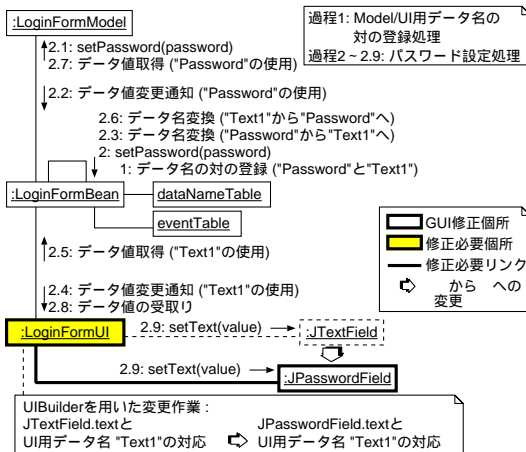 :LoginFormModel
過程1: Model/UI用データ名の
対の登録処理
過程2 ~ 2.9: パスワード設定処理
2.1: setPassword(password)
2.7: データ値取得 ("Password"の使用)
2.2: データ値変更通知 ("Password"の使用)
2.6: データ名変換 ("Text1"から"Password"へ)
2.3: データ名変換 ("Password"から"Text1"へ)
2: setPassword(password)
1: データ名の対の登録 ("Password"と"Text1")
:LoginFormBean
dataNameTable
eventTable
GUI修正個所
修正必要個所
修正必要リンク
から への
変更
2.5: データ値取得 ("Text1"の使用)
2.4: データ値変更通知 ("Text1"の使用)
2.8: データ値の受取り
:LoginFormUI
2.9: setText(value)
:JTextField
2.9: setText(value)
:JPasswordField
UIBuilderを用いた変更作業 :
JTextField.textと
UI用データ名 "Text1"の対応
JPasswordField.textと
UI用データ名 "Text1"の対応